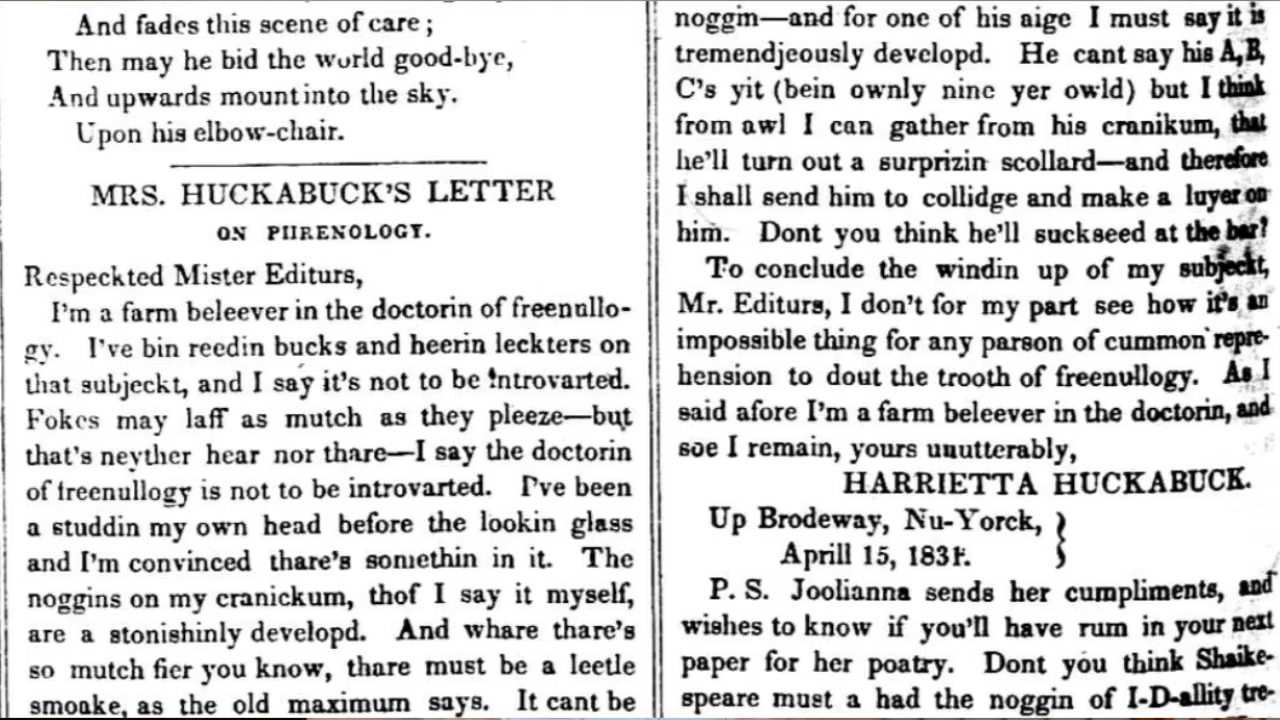 And fades this scene of care;
Then may he bid the world good-bye,
And upwards mount into the sky.
Upon his elbow-chair.
MRS. HUCKABUCK'S LETTER
ON PHRENOLOGY.
Respeckted Mister Editurs,
I'm a farm beleever in the doctorin of freenullo-
gy. I've bin reedin bucks and heerin leckters on
that subjeckt, and I say it's not to be introvarted.
Fokes may laff as mutch as they pleeze—but
that's neyther hear nor thare—I say the doctorin
of freenullogy is not to be introvarted. I've been
a studdin my own head before the lookin glass
and I'm convinced thare's somethin in it. The
noggins on my cranickum, thof I say it myself,
are a stonishinly developd. And whare thare's
so mutch fier you know, thare must be a leetle
smoake, as the old maximum says. It cant be
noggin—and for one of his aige I must say it is
tremendjeously developd. He cant say his A, B,
C's yit (bein ownly nine yer owld) but I think
from awl I can gather from his cranikum, that
he'll turn out a surprizin scollard—and therefore
I shall send him to collidge and make a luyer on
him. Dont you think he'll suckseed at the bar?
To conclude the windin up of my subjeckt,
Mr. Editurs, I don't for my part see how it's an
impossible thing for any parson of cummon repre-
hension to dout the trooth of freenullogy. As I
said afore I'm a farm beleever in the doctorin, and
soe I remain, yours unutterably,
HARRIETTA HUCKABUCK.
Up Brodeway, Nu-Yorck, }
Aprill 15, 1831.
P. S. Joolianna sends her cumpliments, and
wishes to know if you'll have rum in your next
paper for her poatry. Dont you think Shaike-
speare must a had the noggin of I-D-allity tre-